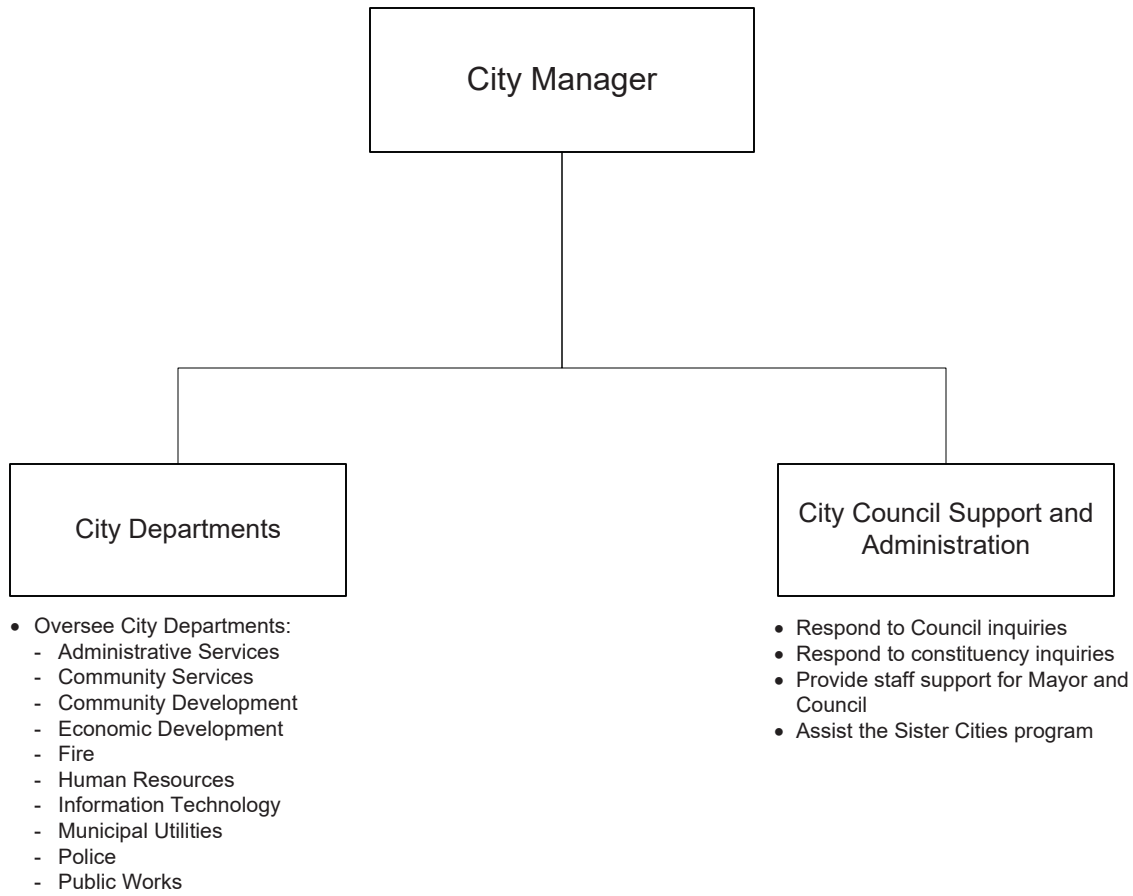 City Manager
City Departments
City Council Support and
Administration
• Oversee City Departments:
- Administrative Services
- Community Services
- Community Development
- Economic Development
- Fire
- Human Resources
- Information Technology
- Municipal Utilities
- Police
- Public Works
• Respond to Council inquiries
• Respond to constituency inquiries
• Provide staff support for Mayor and
Council
• Assist the Sister Cities program